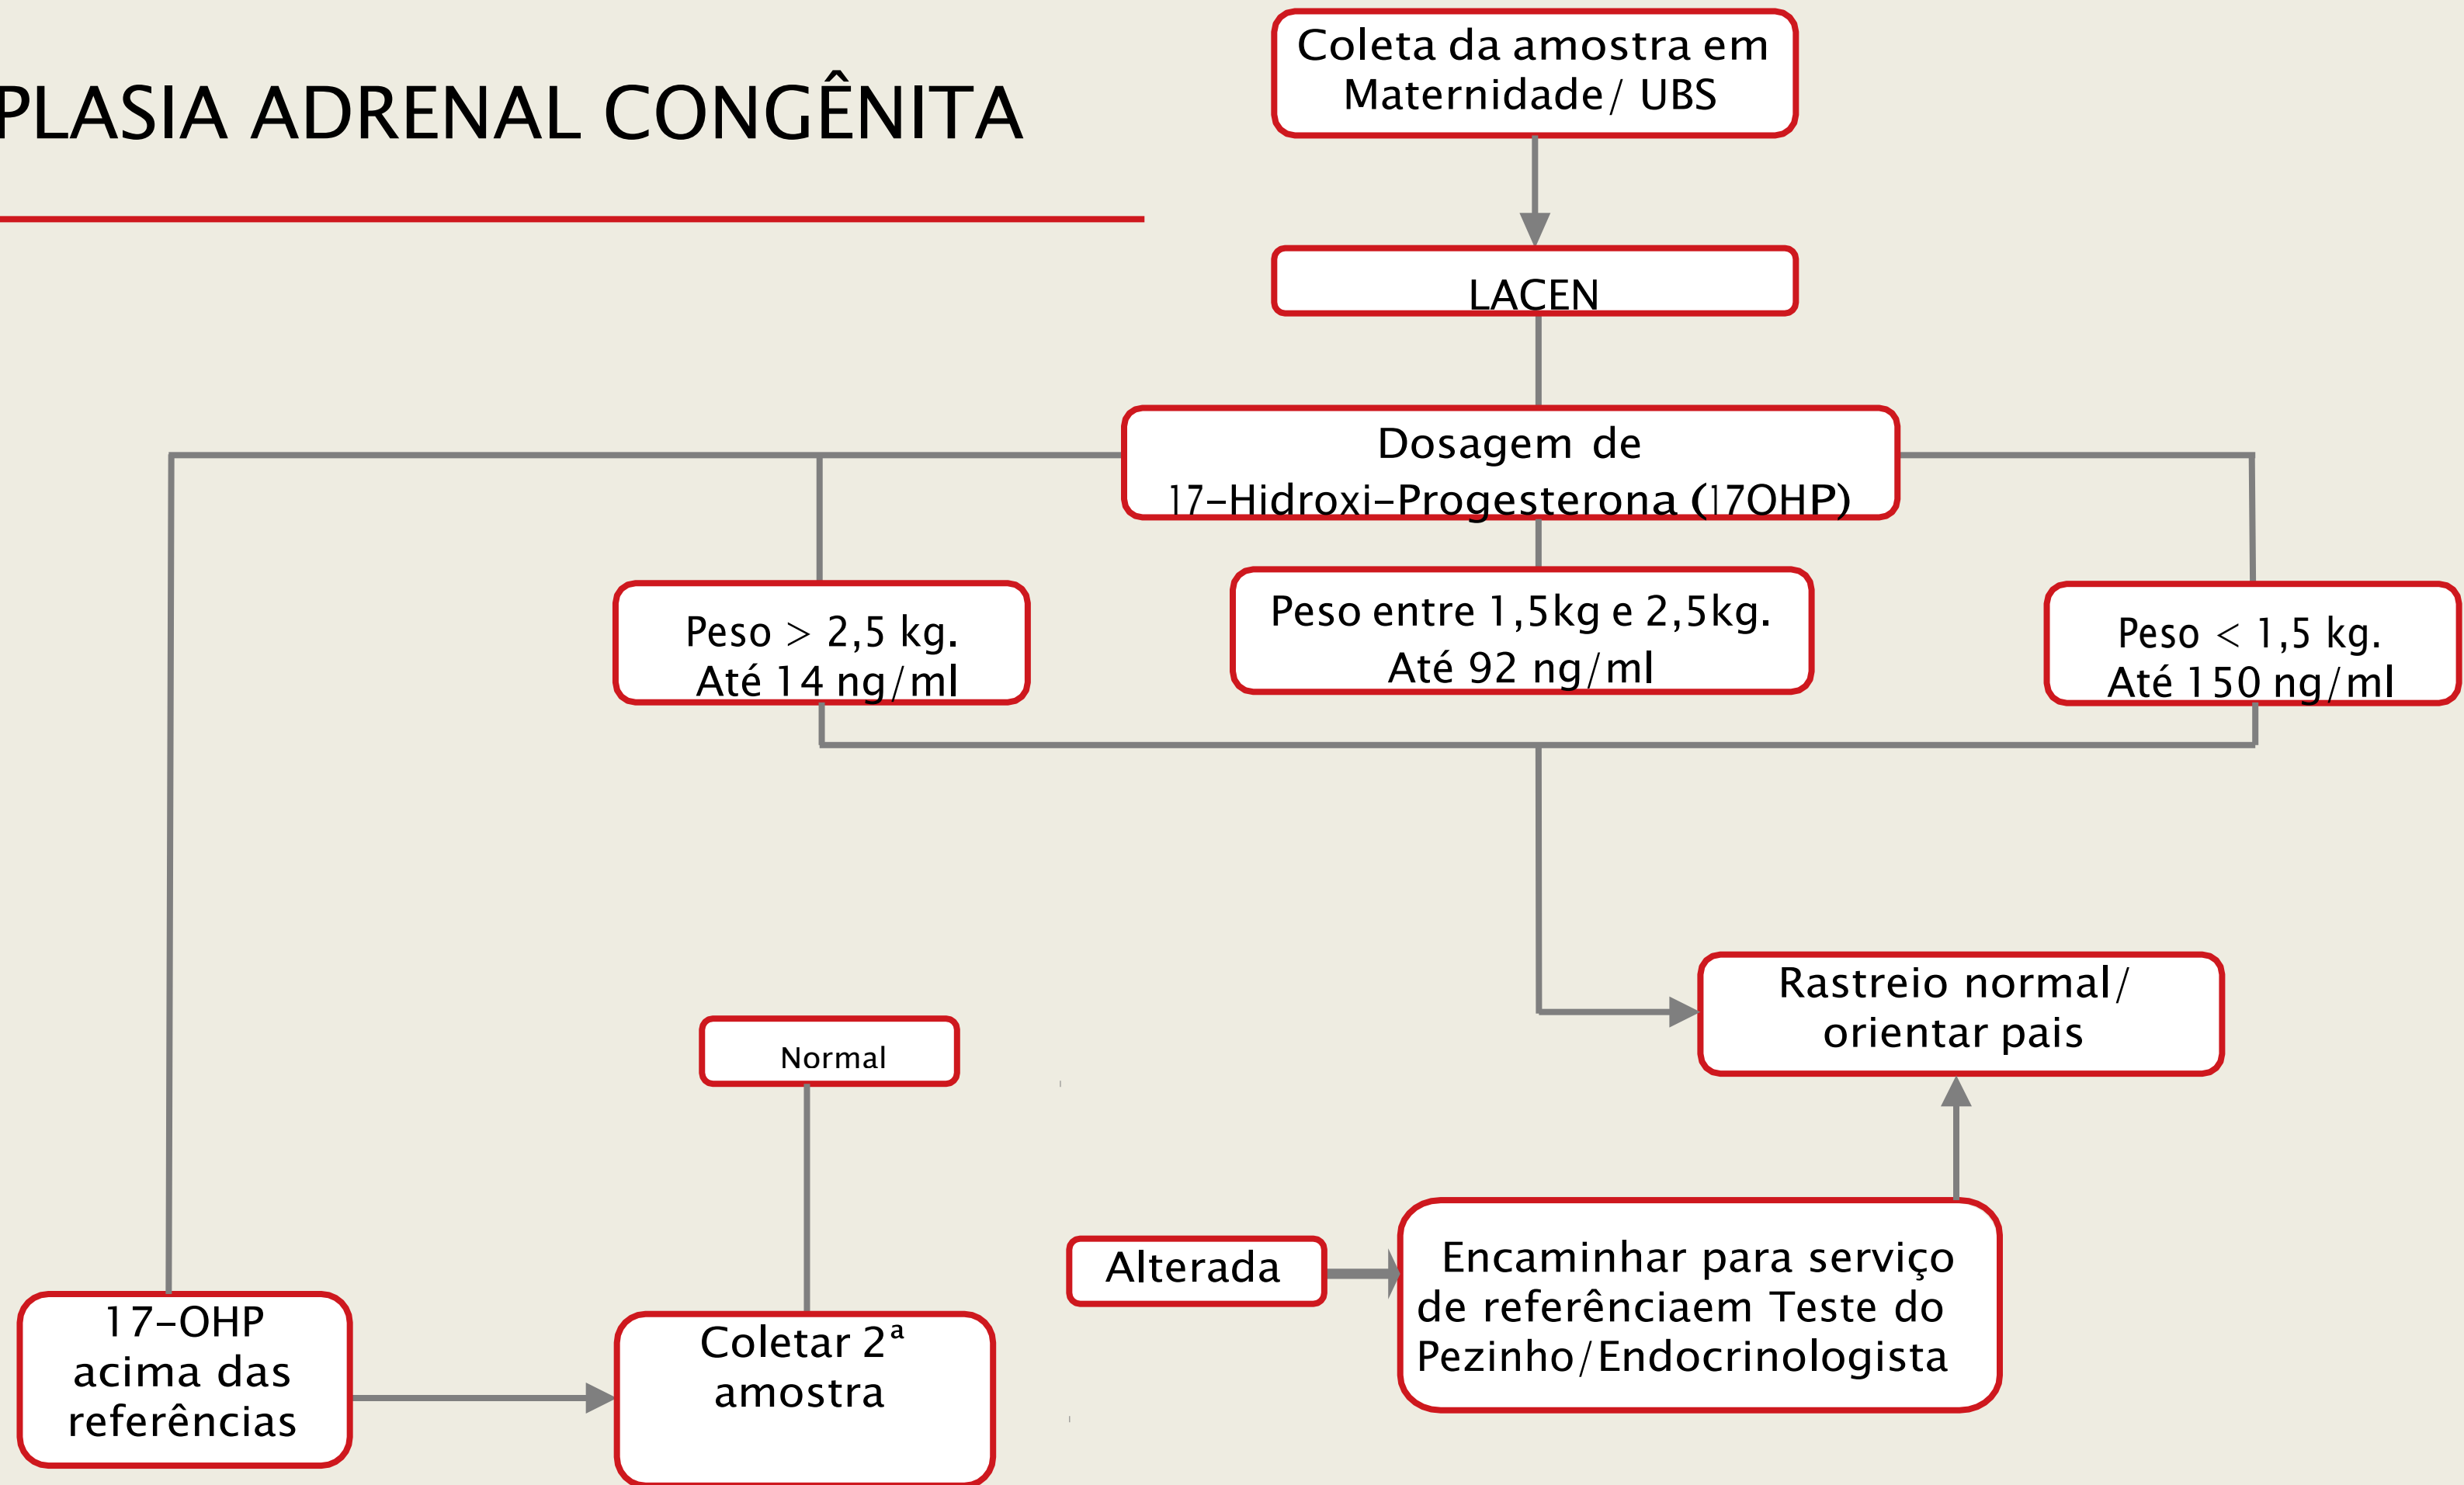 PLASIA ADRENAL CONGÊNITA
Coleta da amostra em
Maternidade/ UBS
LACEN
Dosagem de
17-Hidroxi-Progesterona (17OHP)
Peso > 2,5 kg.
Até 14 ng/ml
Peso entre 1,5kg e 2,5kg.
Até 92 ng/ml
Peso < 1,5 kg.
Até 150 ng/ml
Rastreio normal/
orientar pais
Normal
Alterada
Encaminhar para serviço
de referênciaem Teste do
Pezinho/Endocrinologista
17-OHP
acima das
referências
Coletar 2ª
amostra